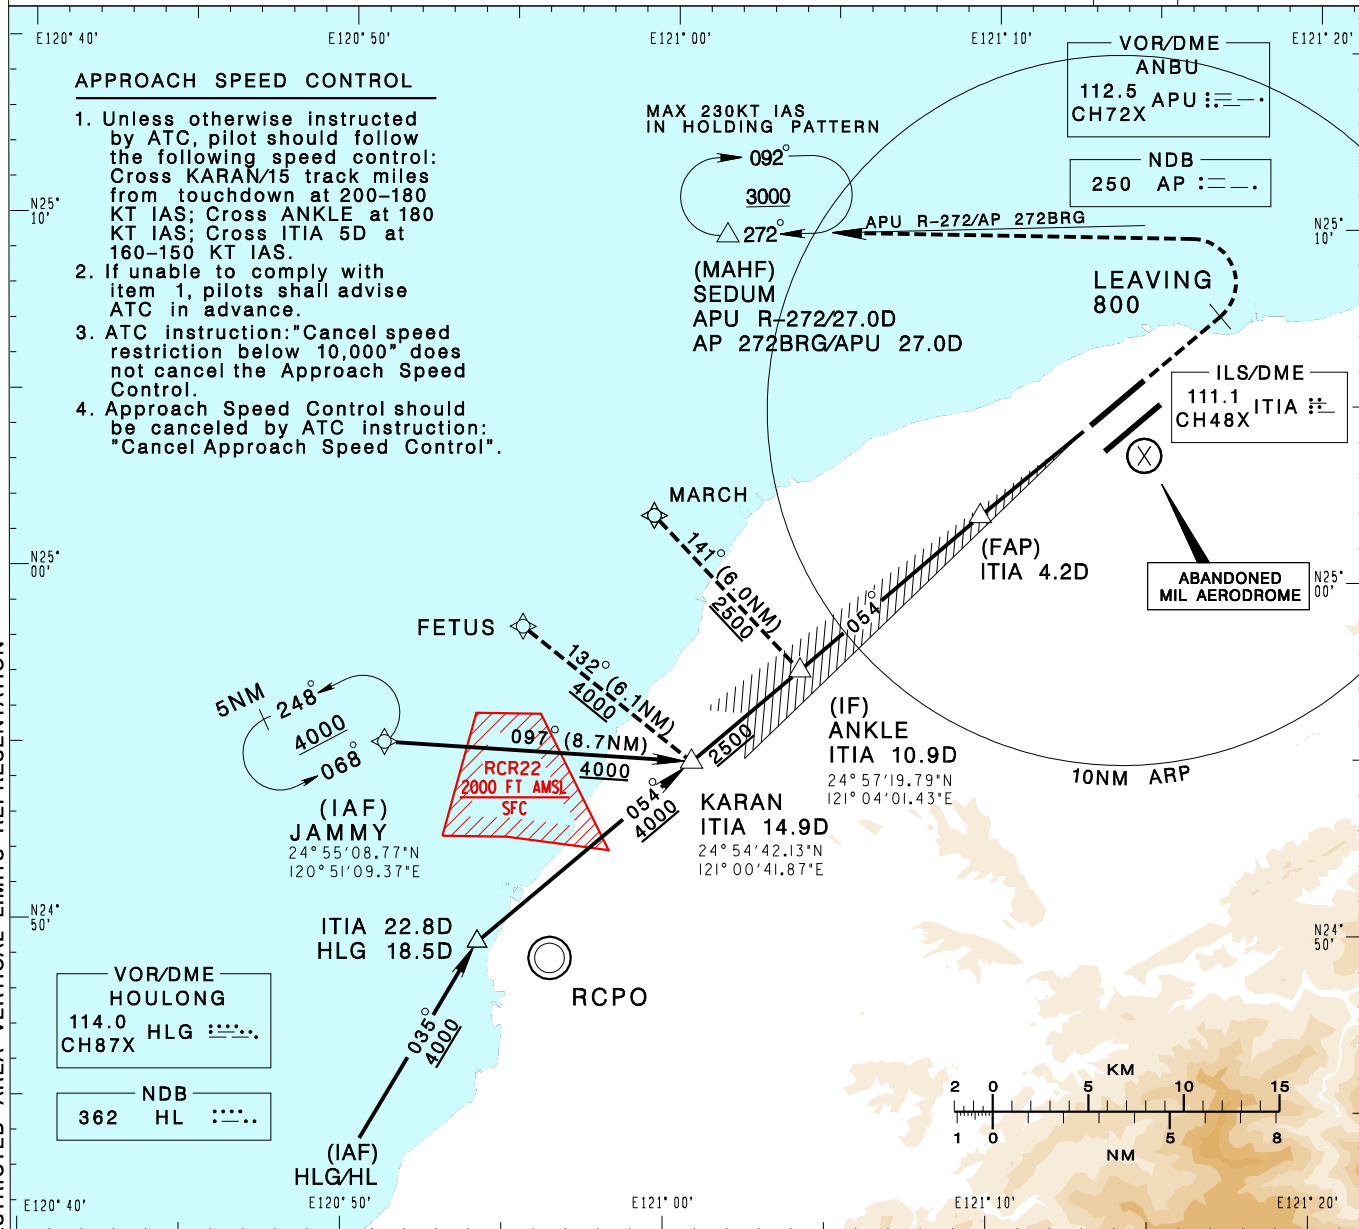 E120° 40'
E120° 50'
E121° 00'
E121° 10'
E121° 20'
APPROACH SPEED CONTROL
1. Unless otherwise instructed
by ATC, pilot should follow
the following speed control:
Cross KARAN/15 track miles
from touchdown at 200-180
KT IAS; Cross ANKLE at 180
KT IAS; Cross ITIA 5D at
160-150 KT IAS.
2. If unable to comply with
item 1, pilots shall advise
ATC in advance.
3. ATC instruction:"Cancel speed
restriction below 10,000" does
not cancel the Approach Speed
Control.
4. Approach Speed Control should
be canceled by ATC instruction:
"Cancel Approach Speed Control".
MAX 230KT IAS
IN HOLDING PATTERN
092°
3000
272°
(MAHF)
SEDUM
APU R-272/27.0D
AP 272BRG/APU 27.0D
APU R-272/AP 272BRG
LEAVING
800
VOR/DME
ANBU
112.5
CH72X
APU
NDB
250 AP
N25°
10'
N25°
10'
ILS/DME
111.1
CH48X
ITIA
MARCH
141° (6.0NM)
2500
(FAP)
ITIA 4.2D
ABANDONED
MIL AERODROME
N25°
00'
N25°
00'
054°
FETUS
132° (6.1NM)
4000
5NM
248°
4000
068°
(IAF)
JAMMY
24°55'08.77"N
120°51'09.37"E
097° (8.7NM)
4000
RCR22
2000 FT AMSL
SFC
2500
054°
4000
(IF)
ANKLE
ITIA 10.9D
24°57'19.79"N
121°04'01.43"E
10NM ARP
KARAN
ITIA 14.9D
24°54'42.13"N
121°00'41.87"E
N24°
50'
N24°
50'
ITIA 22.8D
HLG 18.5D
RCPO
VOR/DME
HOULONG
114.0
CH87X
HLG
NDB
362 HL
035°
4000
(IAF)
HLG/HL
KM
2 0 5 10 15
1 0 5 8
NM
E120° 40'
E120° 50'
E121° 00'
E121° 10'
E121° 20'